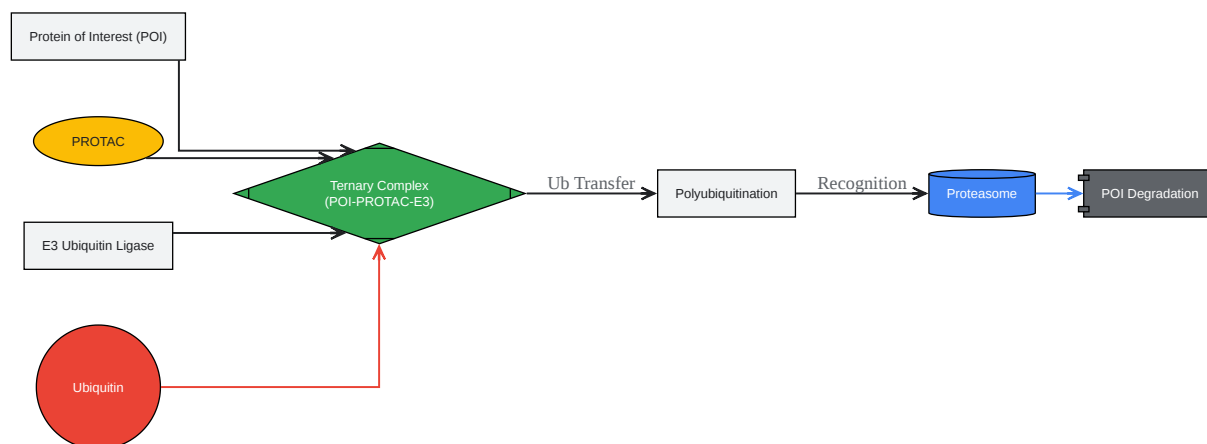 Protein of Interest (POI)
PROTAC
E3 Ubiquitin Ligase
Ubiquitin
Ternary Complex
(POI-PROTAC-E3)
Ub Transfer
Polyubiquitination
Recognition
Proteasome
POI Degradation